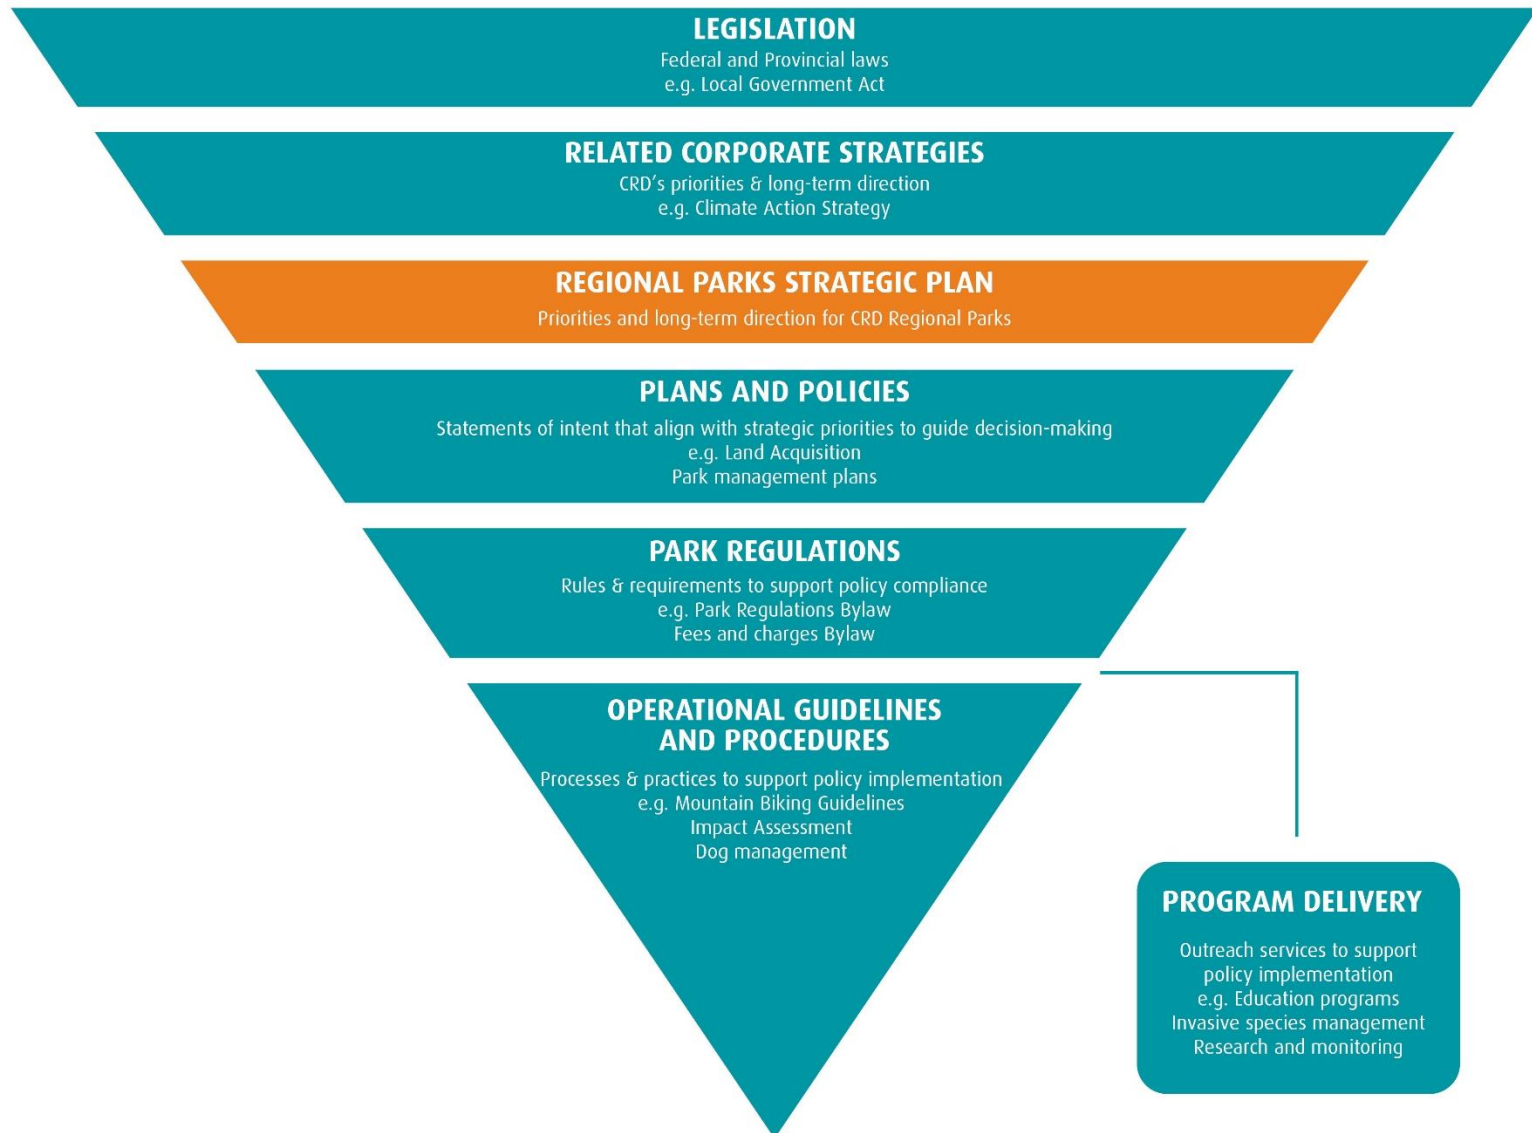 LEGISLATION
Federal and Provincial laws
e.g. Local Government Act
RELATED CORPORATE STRATEGIES
CRD's priorities & long-term direction
e.g. Climate Action Strategy
REGIONAL PARKS STRATEGIC PLAN
Priorities and long-term direction for CRD Regional Parks
PLANS AND POLICIES
Statements of intent that align with strategic priorities to guide decision-making
e.g. Land Acquisition
Park management plans
PARK REGULATIONS
Rules & requirements to support policy compliance
e.g. Park Regulations Bylaw
Fees and charges Bylaw
OPERATIONAL GUIDELINES
AND PROCEDURES
Processes & practices to support policy implementation
e.g. Mountain Biking Guidelines
Impact Assessment
Dog management
PROGRAM DELIVERY
Outreach services to support
policy implementation
e.g. Education programs
Invasive species management
Research and monitoring